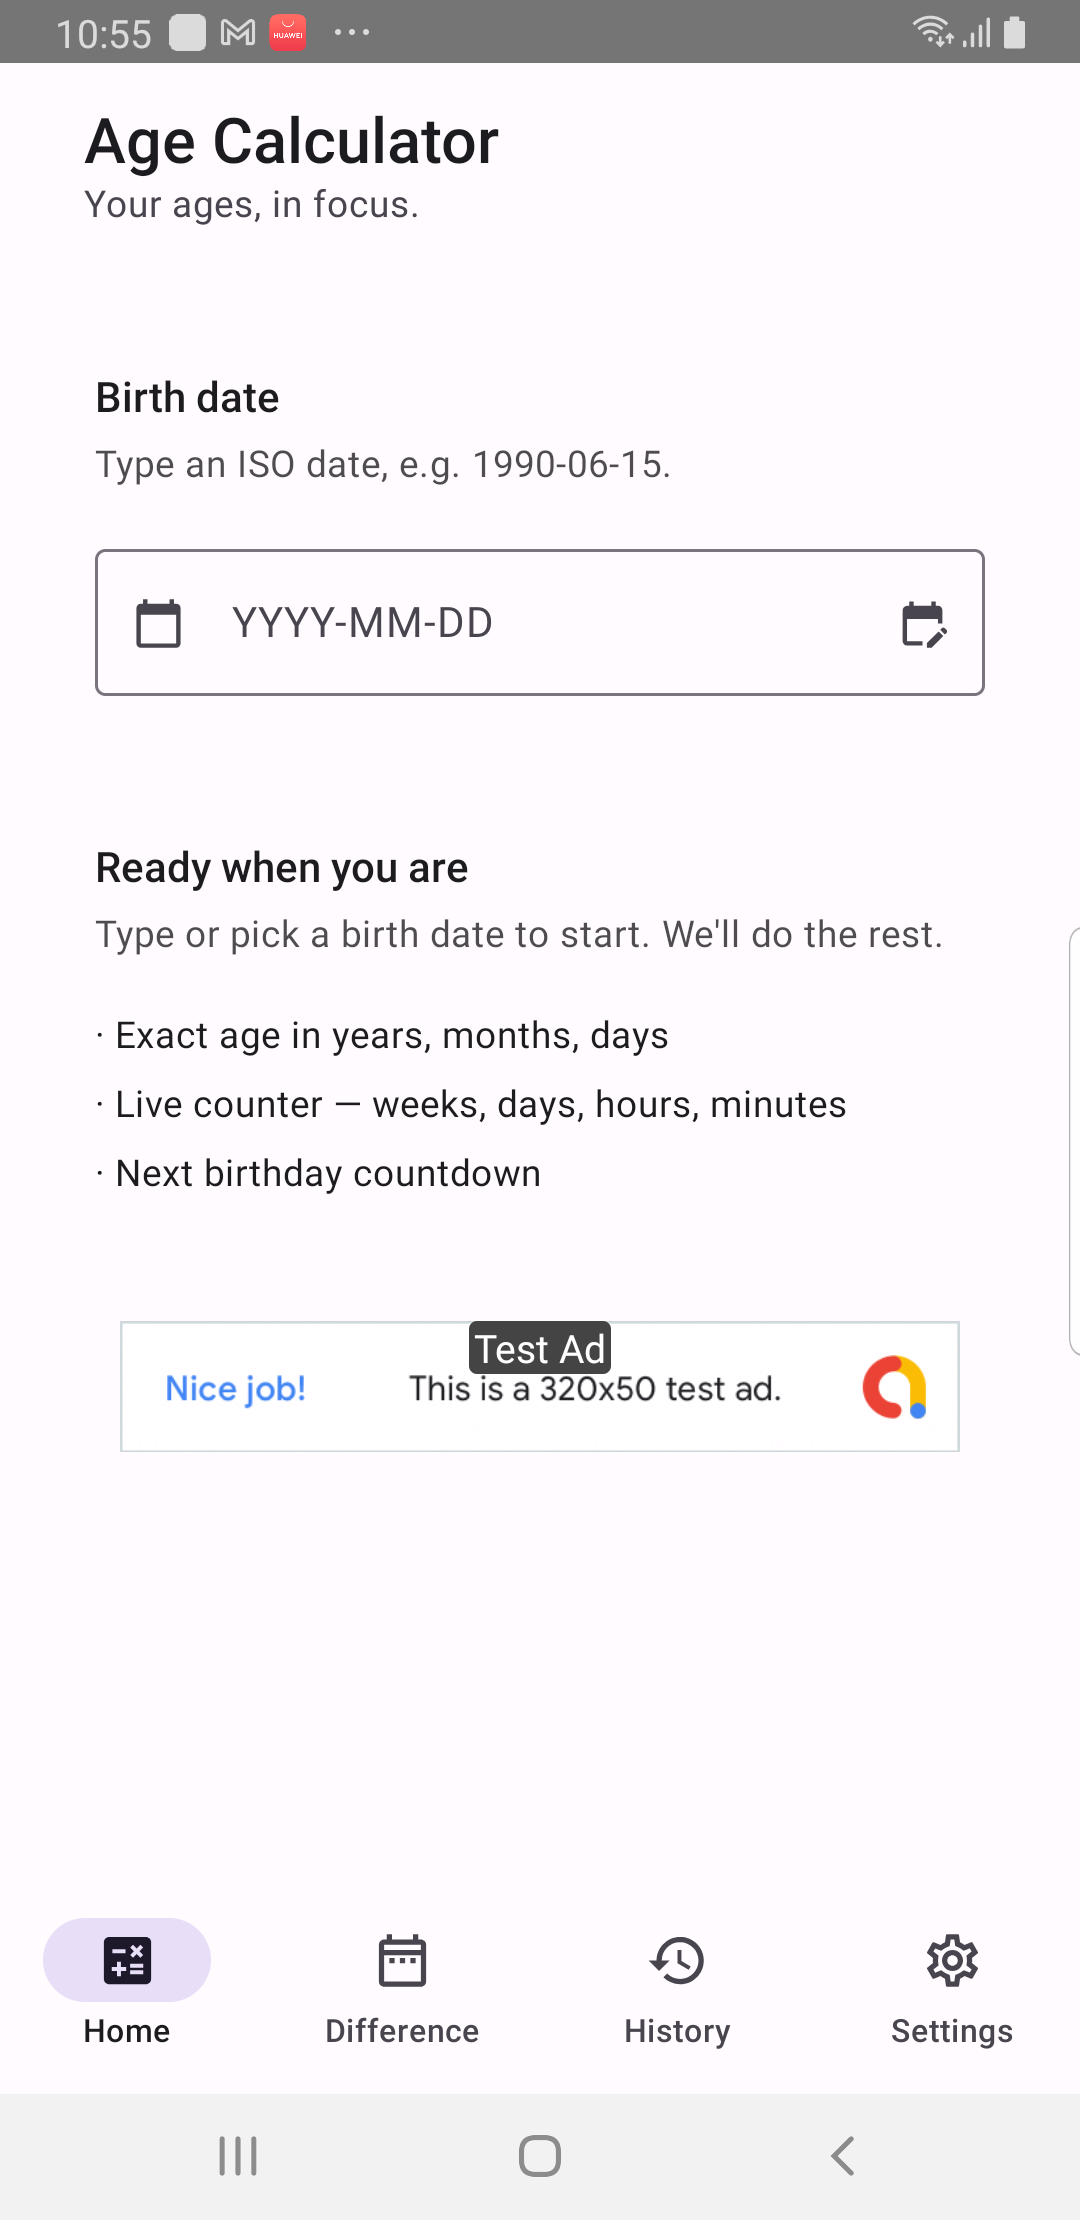 10:55
HUAWEI
Age Calculator
Your ages, in focus.
Birth date
Type an ISO date, e.g. 1990-06-15.
YYYY-MM-DD
Ready when you are
Type or pick a birth date to start. We'll do the rest.
· Exact age in years, months, days
· Live counter — weeks, days, hours, minutes
· Next birthday countdown
Test Ad
Nice job! This is a 320x50 test ad.
Home Difference History Settings